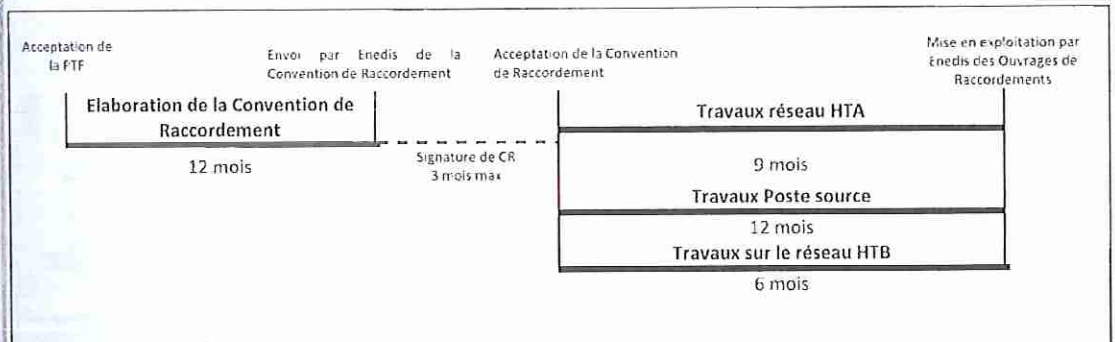 Acceptation de
la PTF
Envoi par Enedis de la
Convention de Raccordement
Acceptation de la Convention
de Raccordement
Mise en exploitation par
Enedis des Ouvrages de
Raccordements
Elaboration de la Convention de
Raccordement
12 mois
Signature de CR
3 mois max
Travaux réseau HTA
9 mois
Travaux Poste source
12 mois
Travaux sur le réseau HTB
6 mois